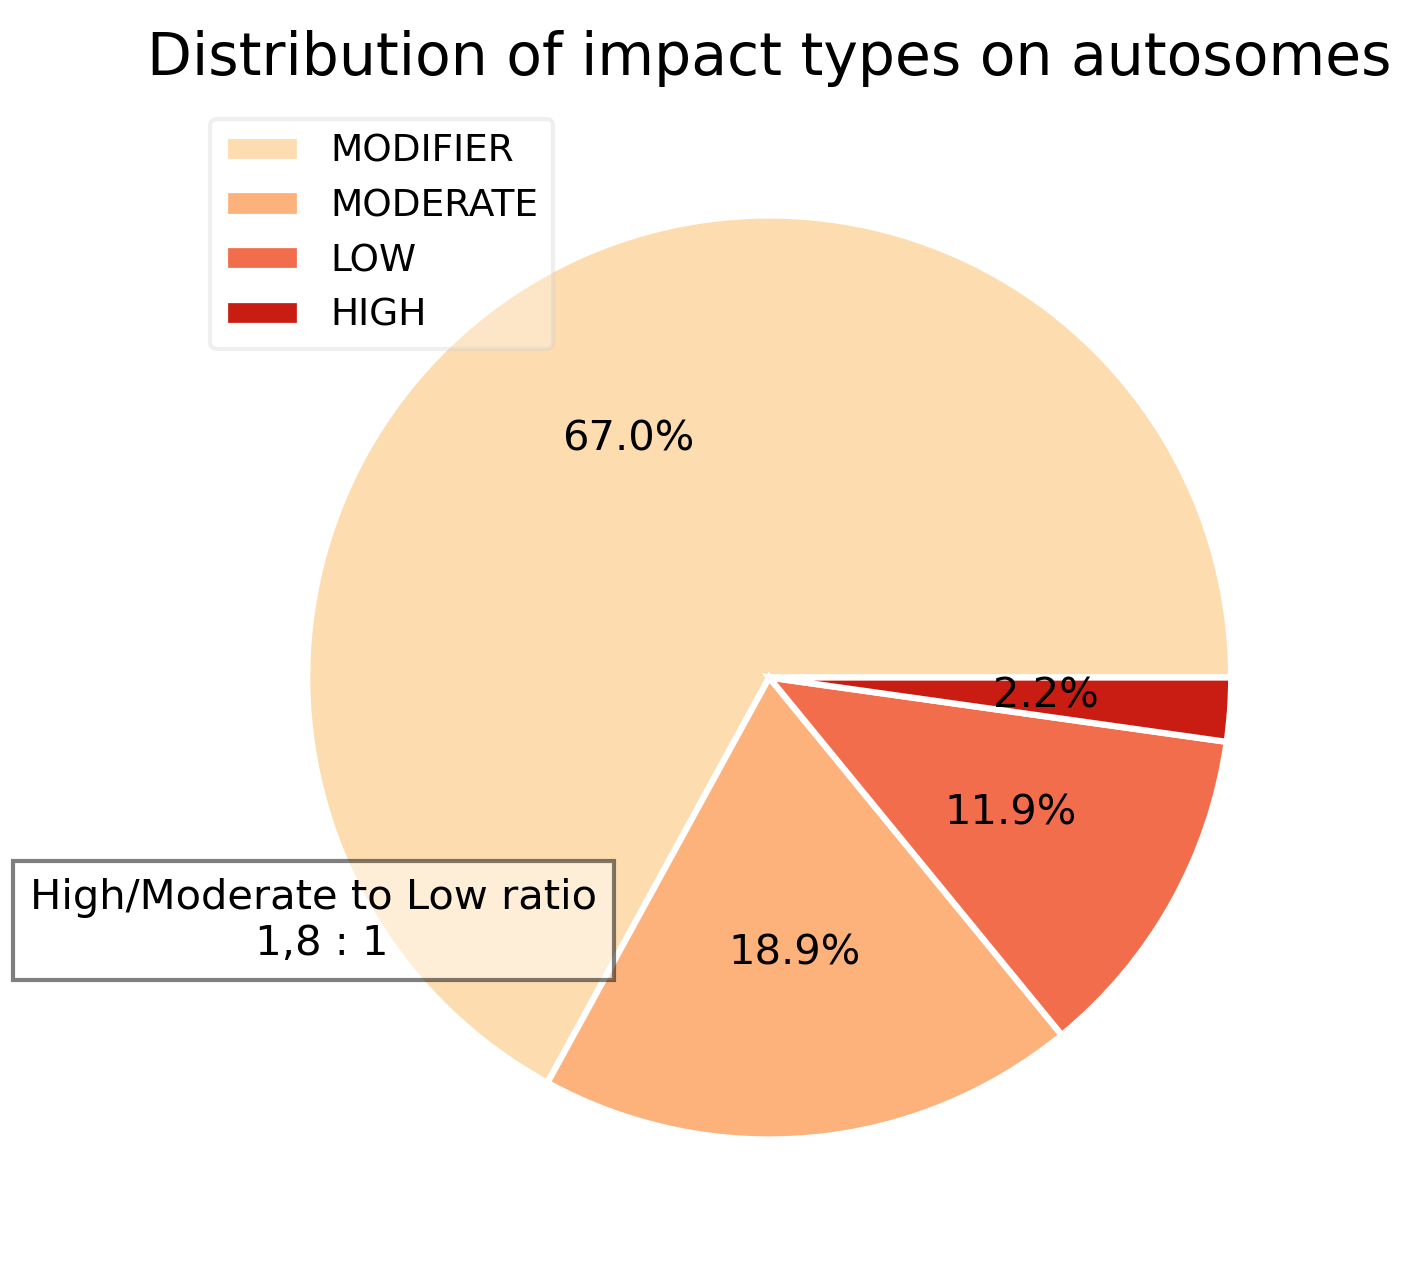 Distribution of impact types on autosomes
MODIFIER
MODERATE
LOW
HIGH
67.0%
2.2%
11.9%
High/Moderate to Low ratio
1,8 : 1
18.9%